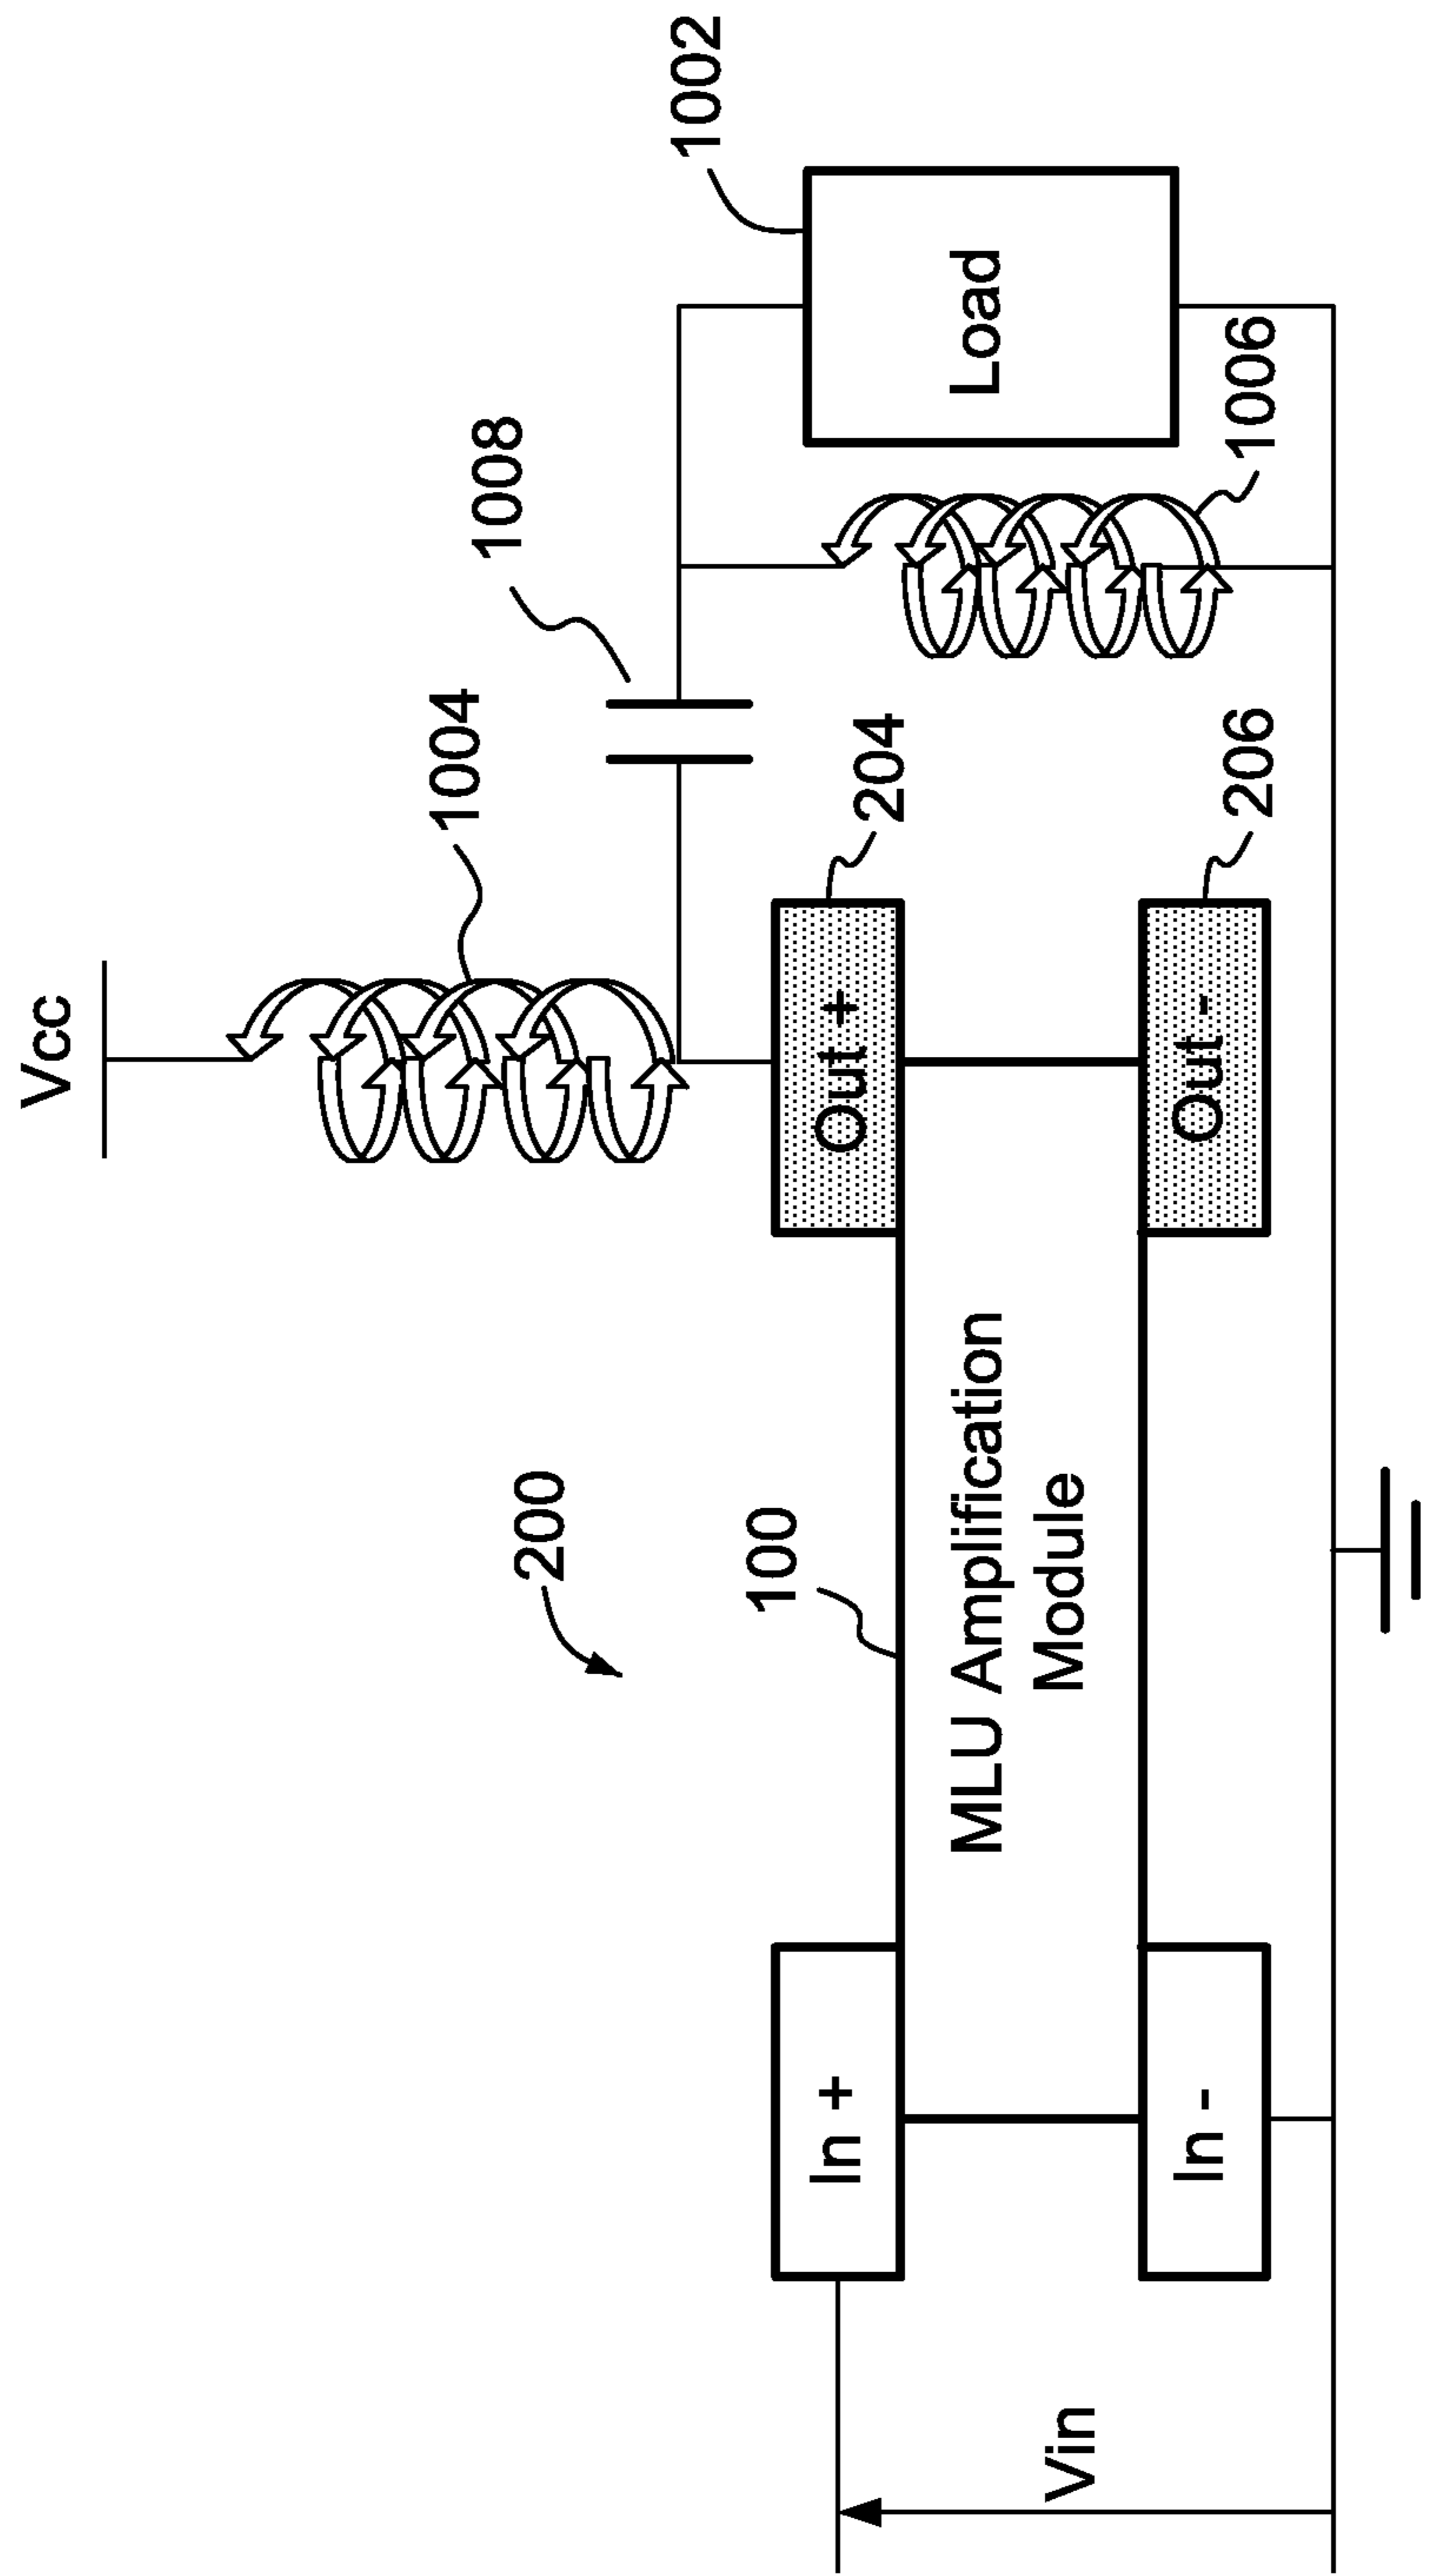 Vcc
1004
1008
1002
200
100
204
In +
Out +
Load
MLU Amplification
Module
Vin
In -
Out -
206
1006